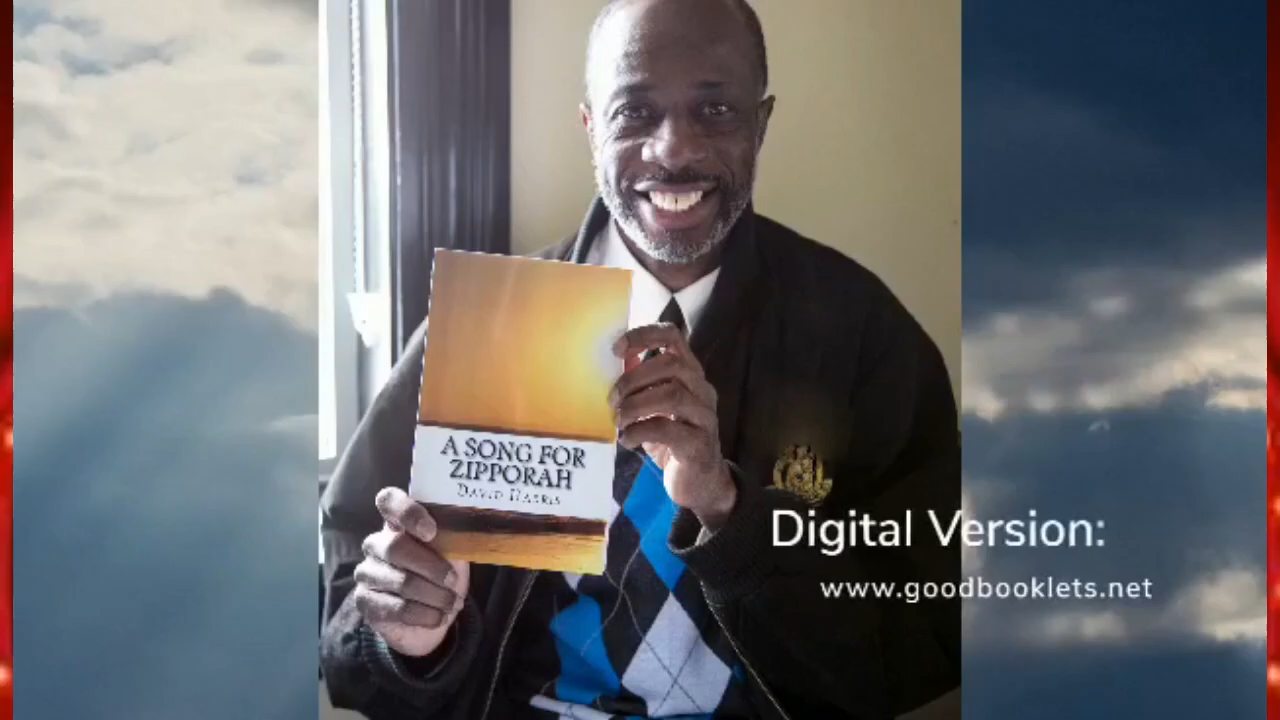 A SONG FOR
ZIPPORAH
DAVID HARRIS
Digital Version:
www.goodbooklets.net